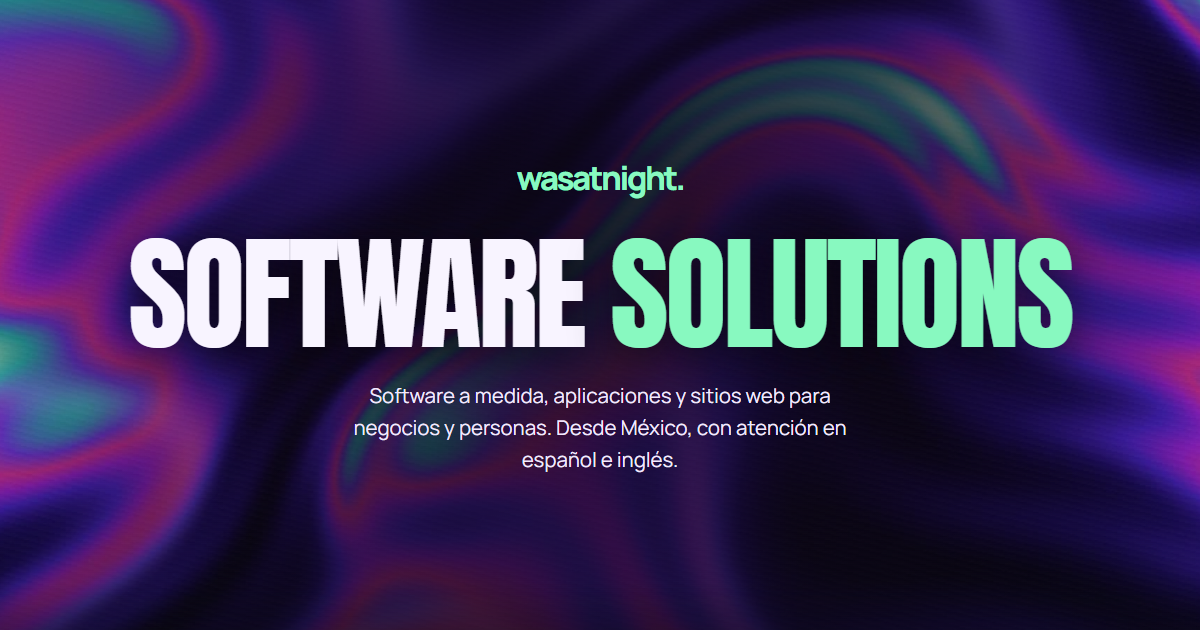 wasatnight.
SOFTWARE SOLUTIONS
Software a medida, aplicaciones y sitios web para
negocios y personas. Desde México, con atención en
español e inglés.